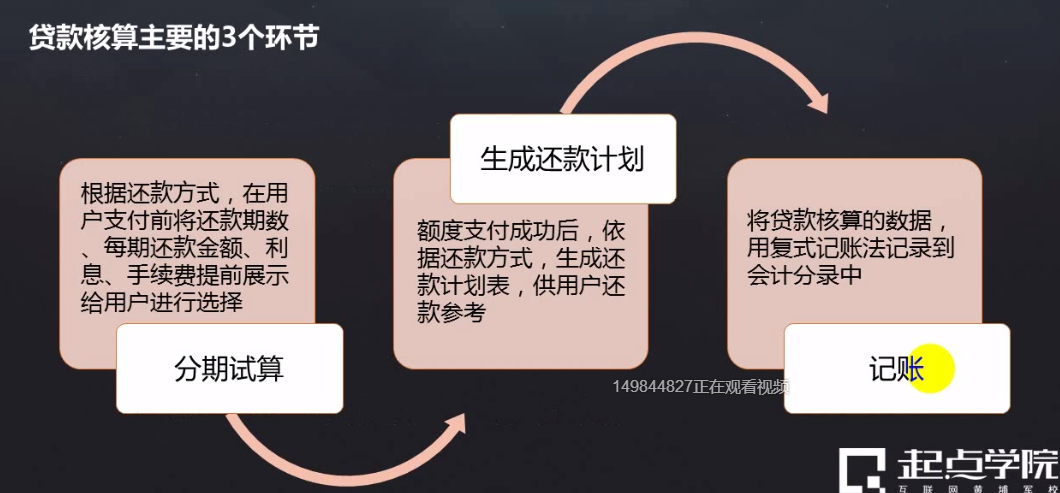 贷款核算主要的3个环节
根据还款方式，在用
户支付前将还款期数
、每期还款金额、利
息、手续费提前展示
给用户进行选择
分期试算
生成还款计划
额度支付成功后，依
据还款方式，生成还
款计划表，供用户还
款参考
将贷款核算的数据，
用复式记账法记录到
会计分录中
记账
149844827正在观看视频
起点学院
互联网黄埔军校